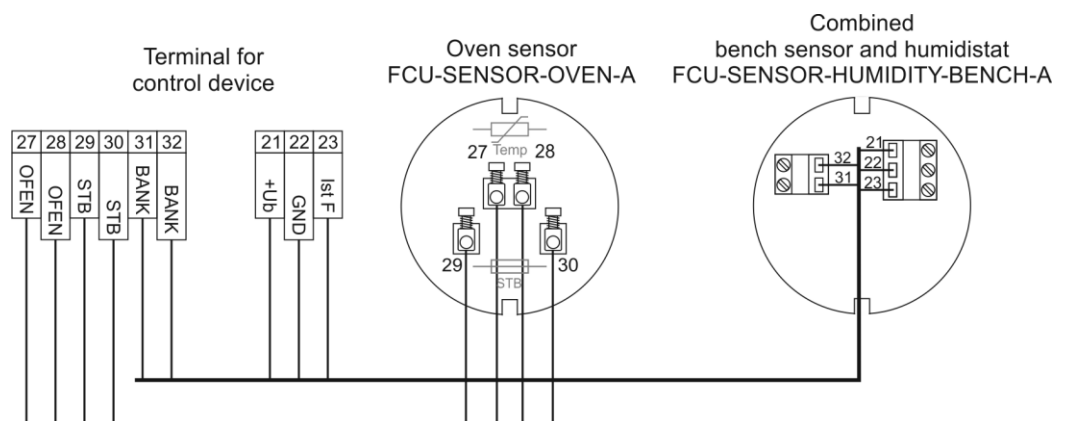 Terminal for
control device
Oven sensor
FCU-SENSOR-OVEN-A
Combined
bench sensor and humidistat
FCU-SENSOR-HUMIDITY-BENCH-A
27 28 29 30 31 32
OFEN OFEN STB STB BANK BANK
21 22 23
+Ub GND Ist F
Temp
27 28
29 30
STB
32
31
21
22
23